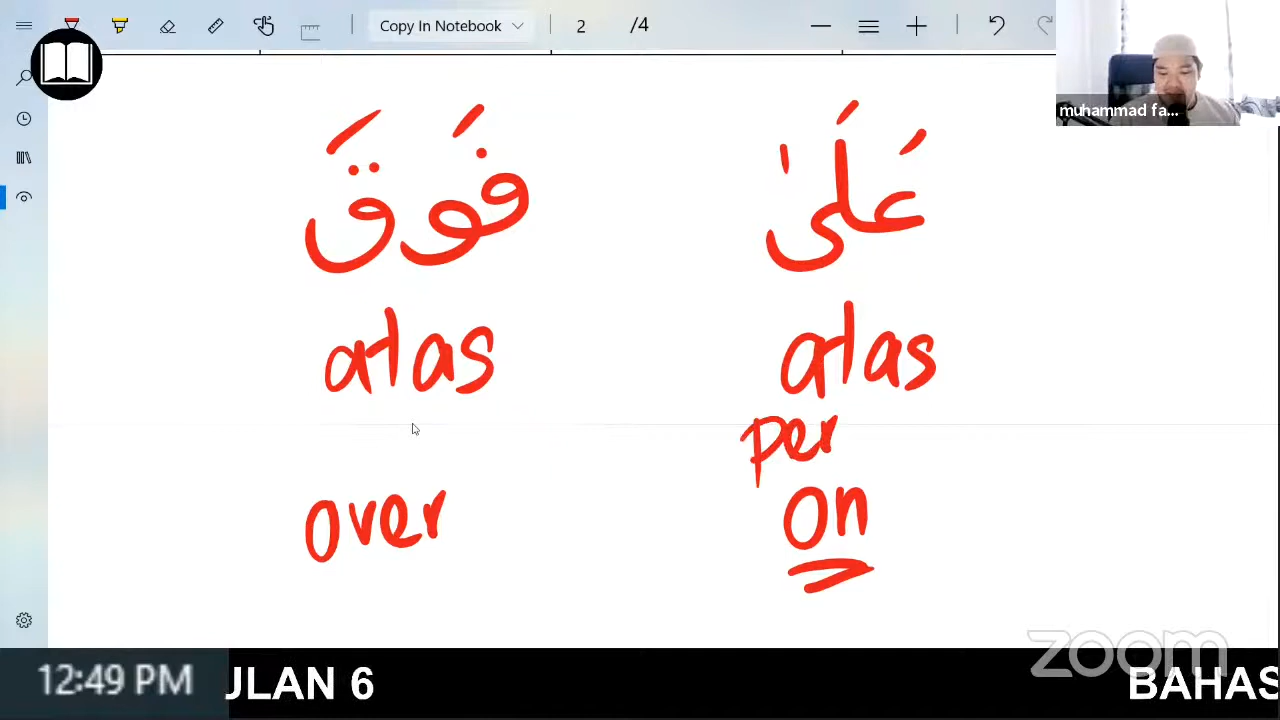 Copy In Notebook
2 /4
muhammad fa...
فَوقَ عَلَىٰ
atas atas
per
over on
zoom
12:49 PM JLAN 6 BAHAS